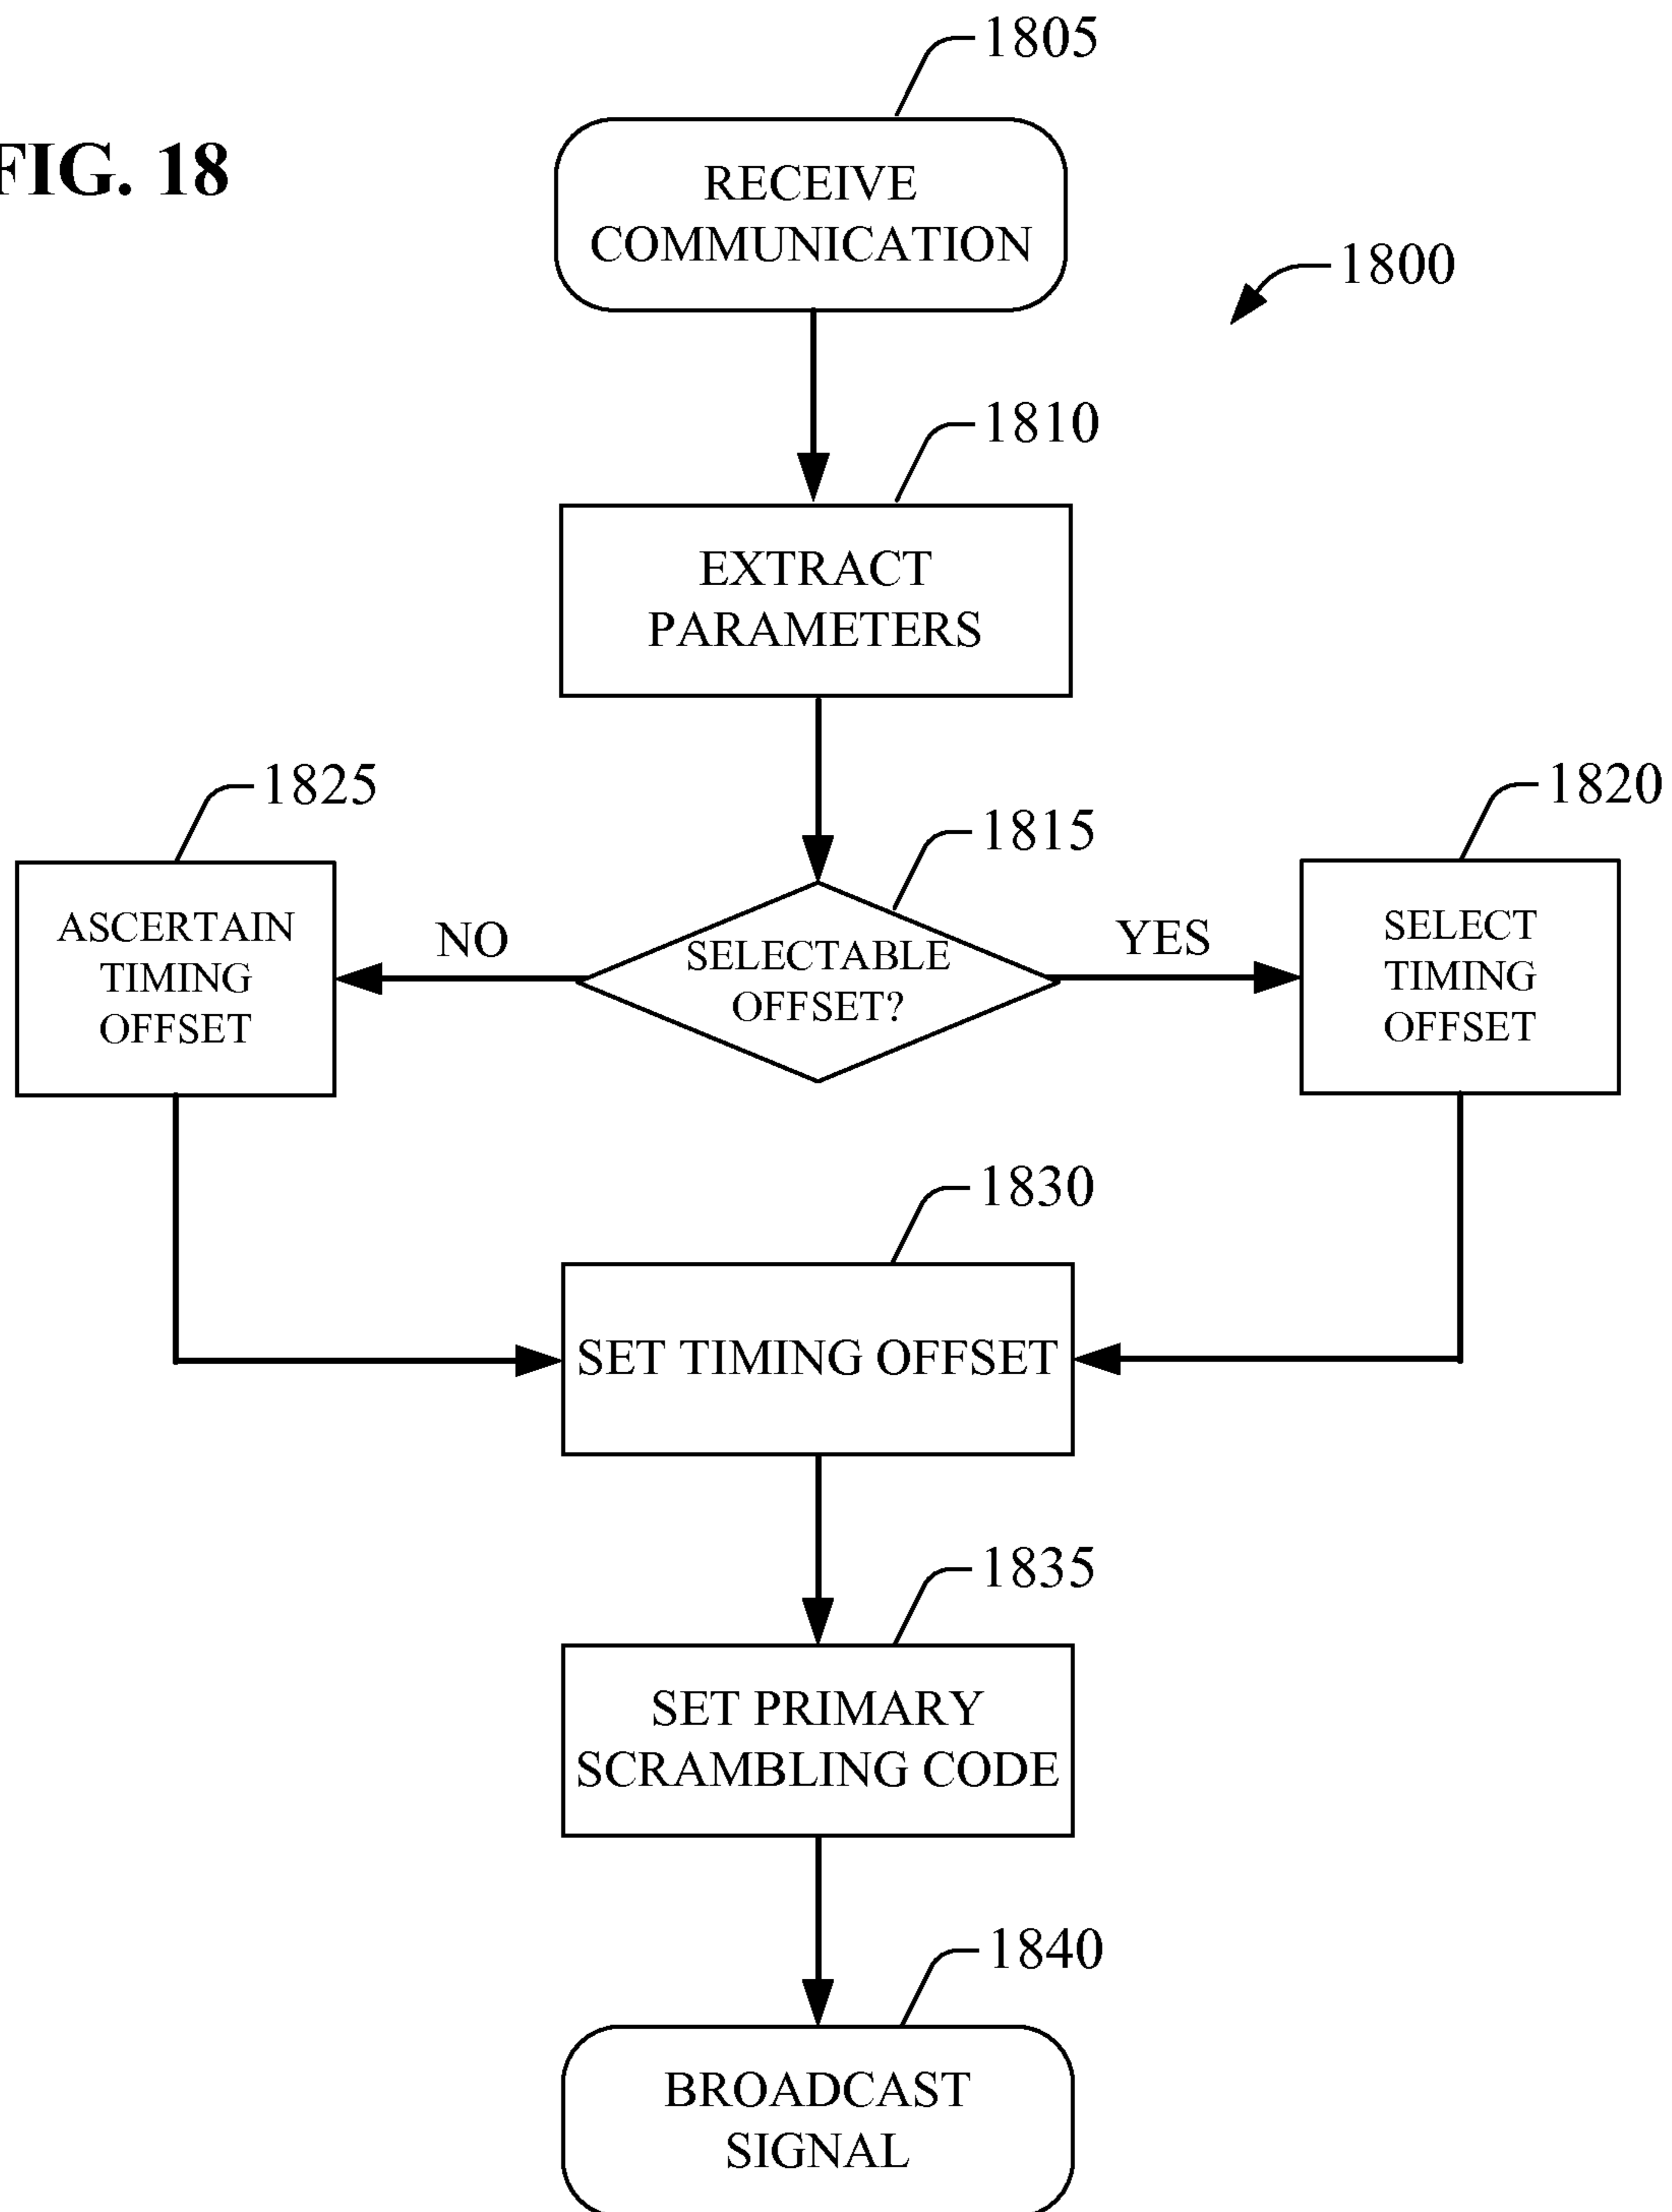 1805
FIG. 18
RECEIVE
COMMUNICATION
1800
1810
EXTRACT
PARAMETERS
1825
1820
1815
ASCERTAIN
TIMING
OFFSET
NO
SELECTABLE
OFFSET?
YES
SELECT
TIMING
OFFSET
1830
SET TIMING OFFSET
1835
SET PRIMARY
SCRAMBLING CODE
1840
BROADCAST
SIGNAL